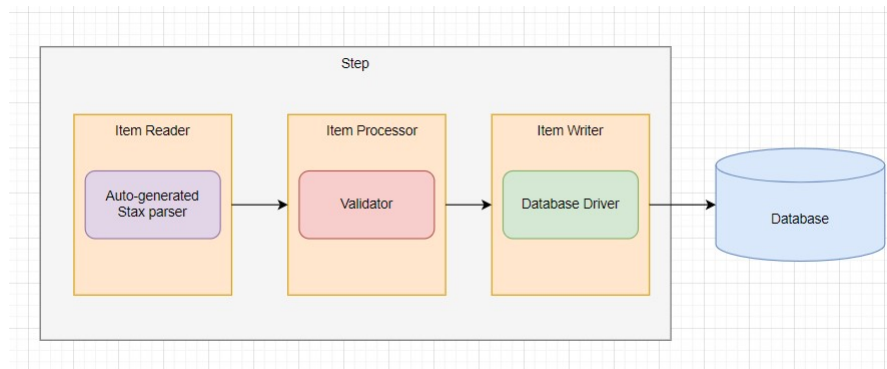 Step
Item Reader
Item Processor
Item Writer
Auto-generated
Stax parser
Validator
Database Driver
Database